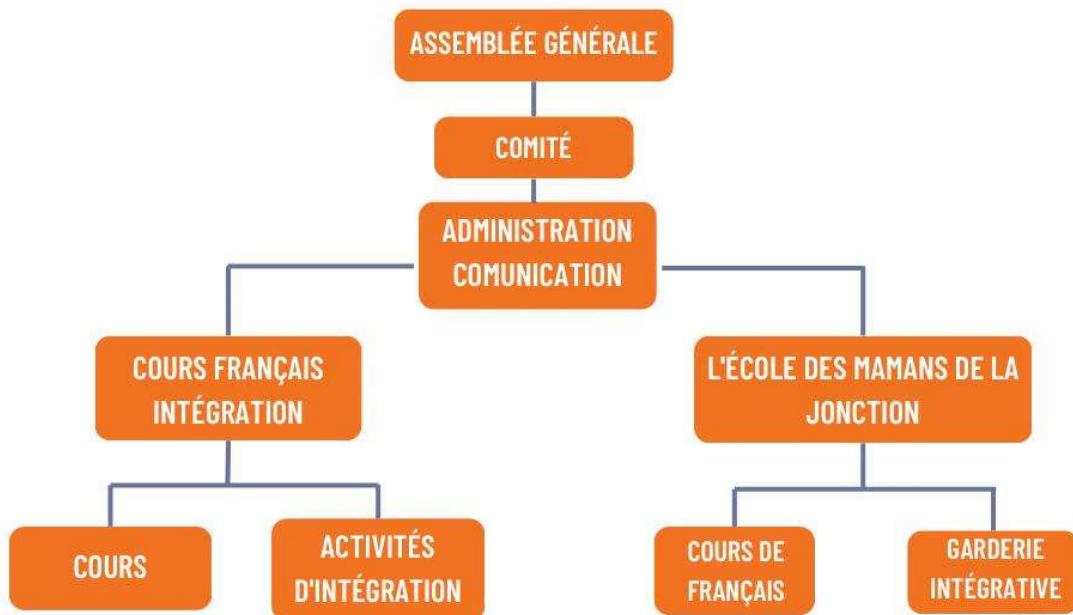 ASSEMBLÉE GÉNÉRALE
COMITÉ
ADMINISTRATION
COMUNICATION
COURS FRANÇAIS
INTÉGRATION
L'ÉCOLE DES MAMANS DE LA
JONCTION
COURS
ACTIVITÉS
D'INTÉGRATION
COURS DE
FRANÇAIS
GARDERIE
INTÉGRATIVE